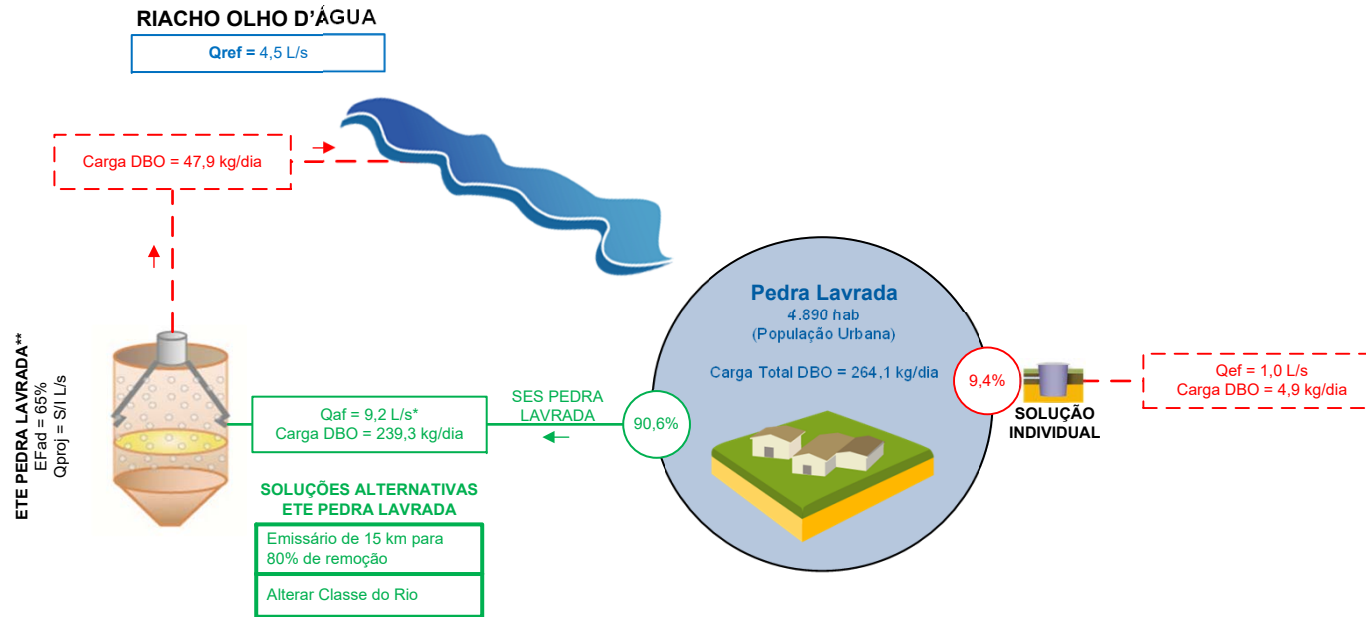 RIACHO OLHO D'ÁGUA
Qref = 4,5 L/s
Carga DBO = 47,9 kg/dia
ETE PEDRA LAVRADA**
EFad = 65%
Qproj = S/I L/s
Qaf = 9,2 L/s*
Carga DBO = 239,3 kg/dia
SES PEDRA
LAVRADA
90,6%
Pedra Lavrada
4.890 hab
(População Urbana)
Carga Total DBO = 264,1 kg/dia
9,4%
SOLUÇÃO
INDIVIDUAL
Qef = 1,0 L/s
Carga DBO = 4,9 kg/dia
SOLUÇÕES ALTERNATIVAS
ETE PEDRA LAVRADA
Emissário de 15 km para
80% de remoção
Alterar Classe do Rio